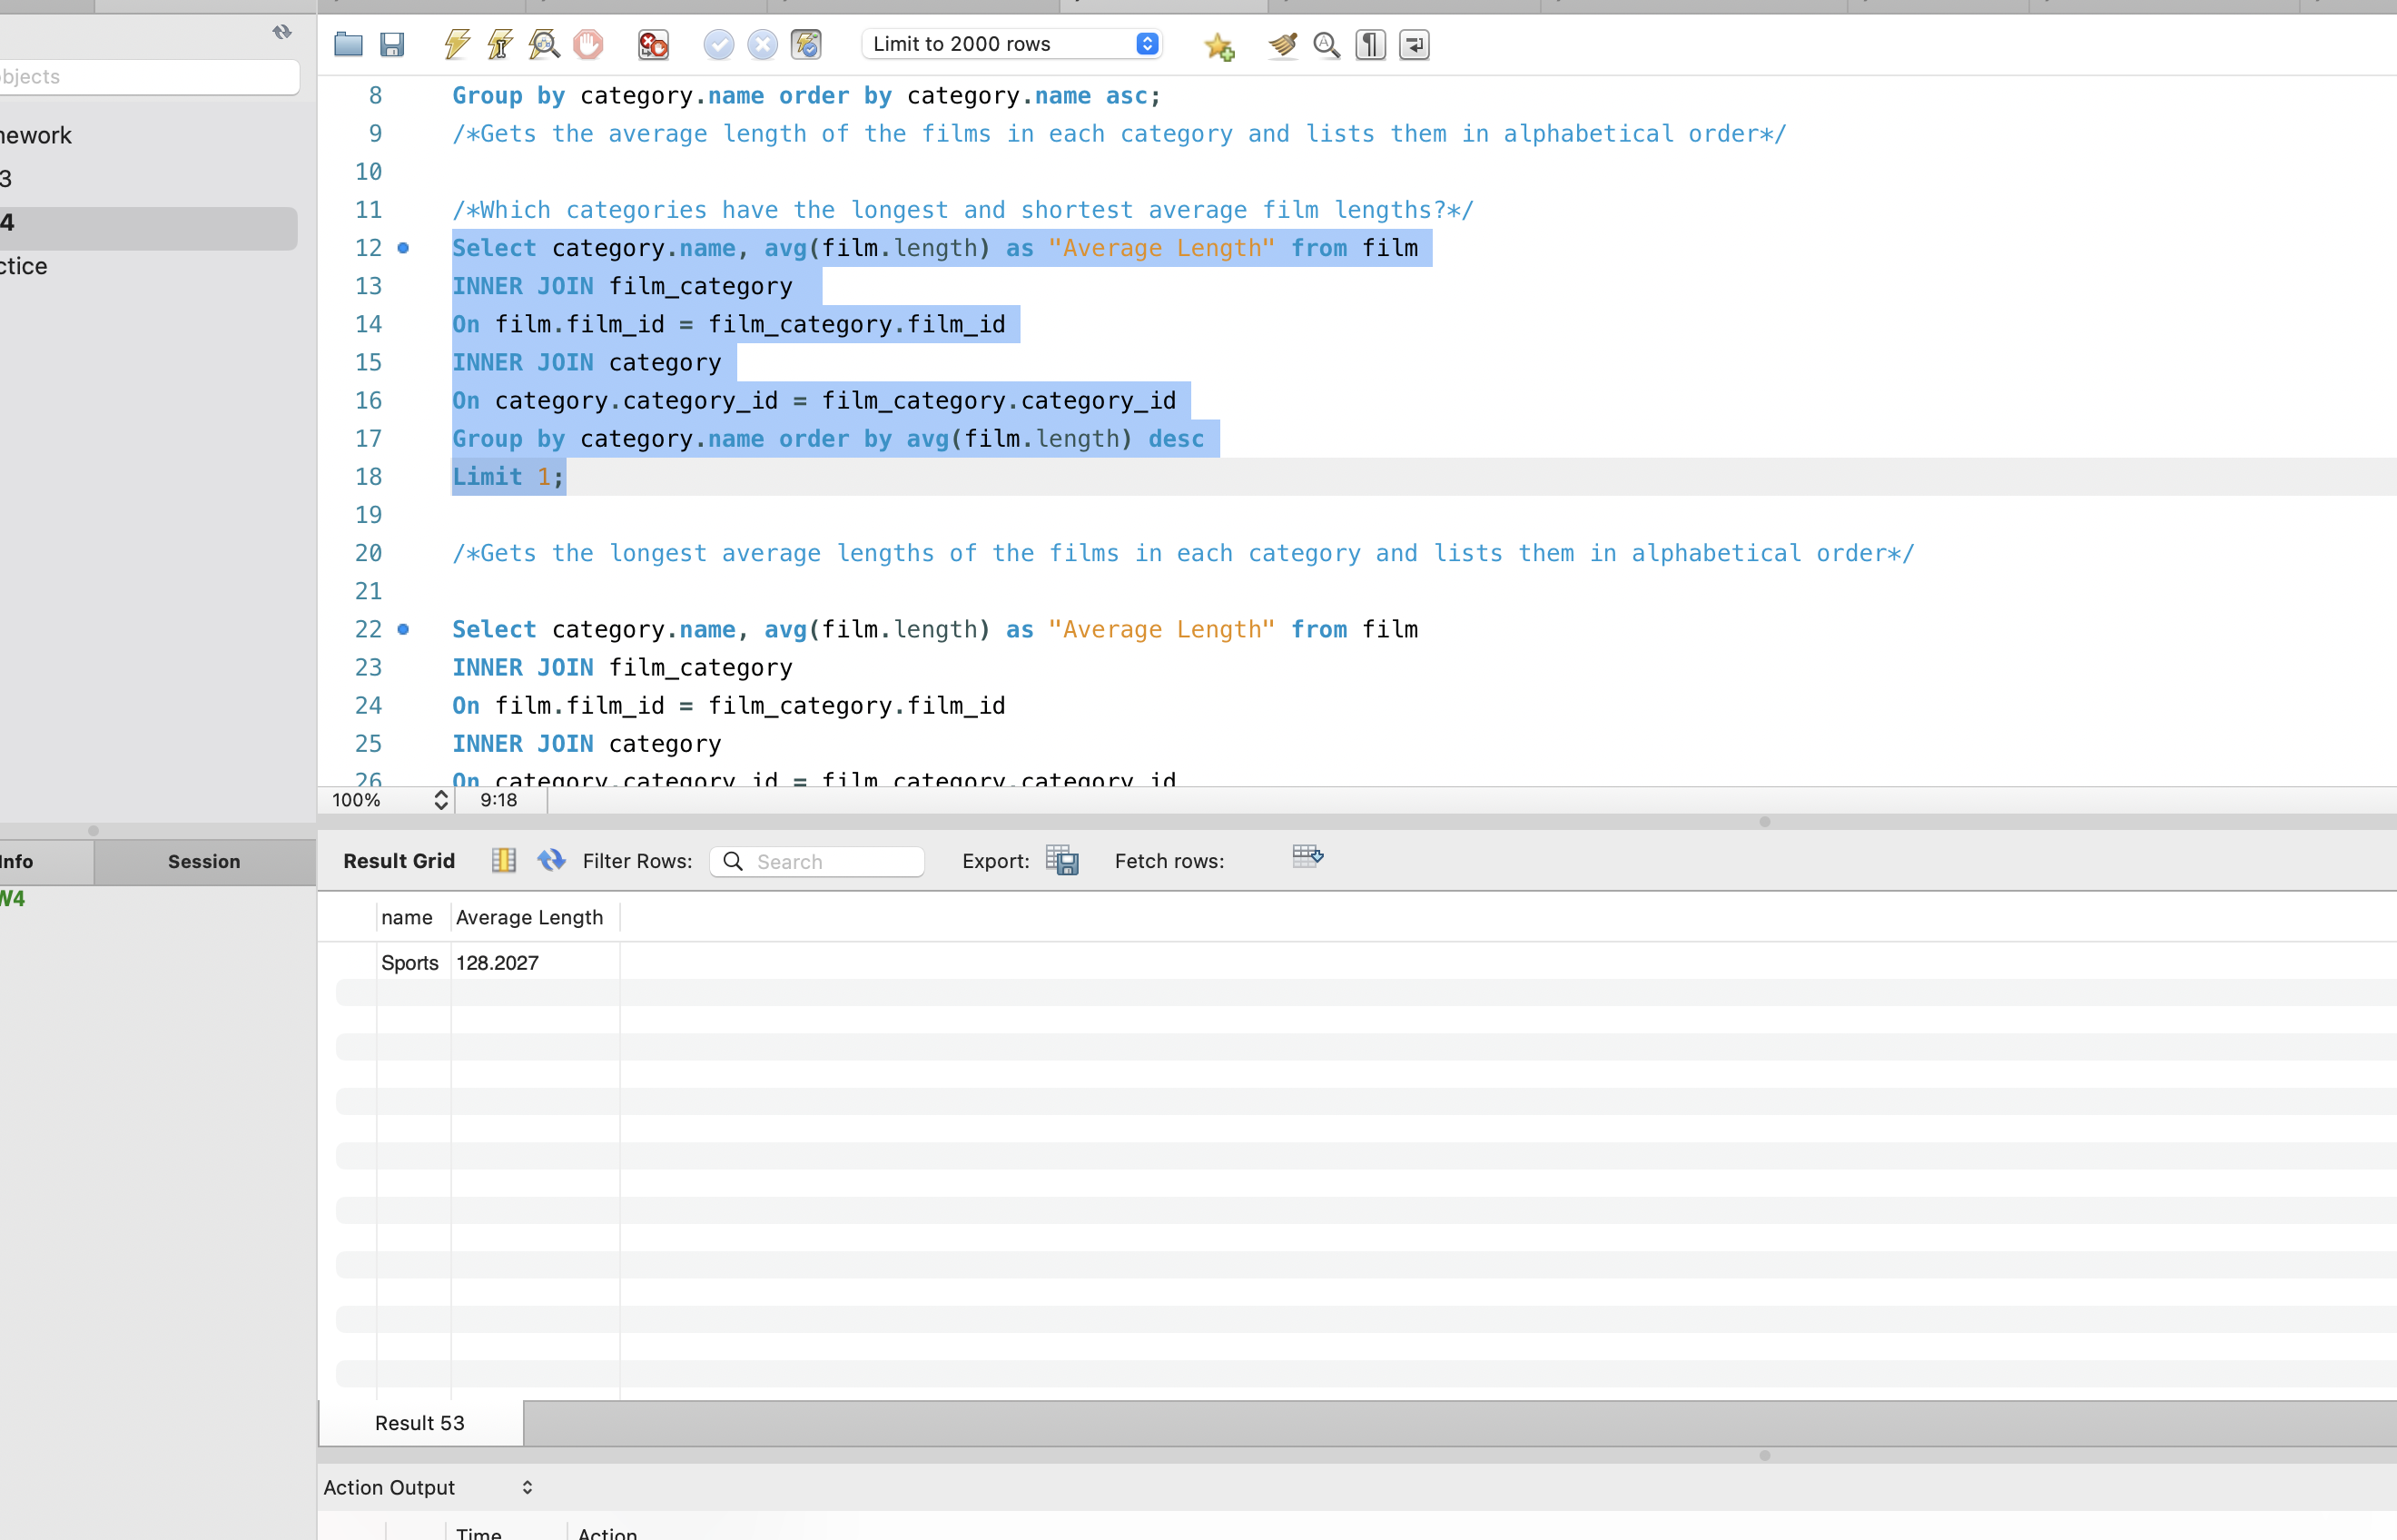 Limit to 2000 rows
bjects
ework
3
4
ctice
8 Group by category.name order by category.name asc;
9 /*Gets the average length of the films in each category and lists them in alphabetical order*/
10
11 /*Which categories have the longest and shortest average film lengths?*/
12 Select category.name, avg(film.length) as "Average Length" from film
13 INNER JOIN film_category
14 On film.film_id = film_category.film_id
15 INNER JOIN category
16 On category.category_id = film_category.category_id
17 Group by category.name order by avg(film.length) desc
18 Limit 1;
19
20 /*Gets the longest average lengths of the films in each category and lists them in alphabetical order*/
21
22 Select category.name, avg(film.length) as "Average Length" from film
23 INNER JOIN film_category
24 On film.film_id = film_category.film_id
25 INNER JOIN category
26 On category.category_id = film_category.category_id
100% 9:18
Info Session
W4
Result Grid Filter Rows: Search Export: Fetch rows:
name Average Length
Sports 128.2027
Result 53
Action Output
Time Action